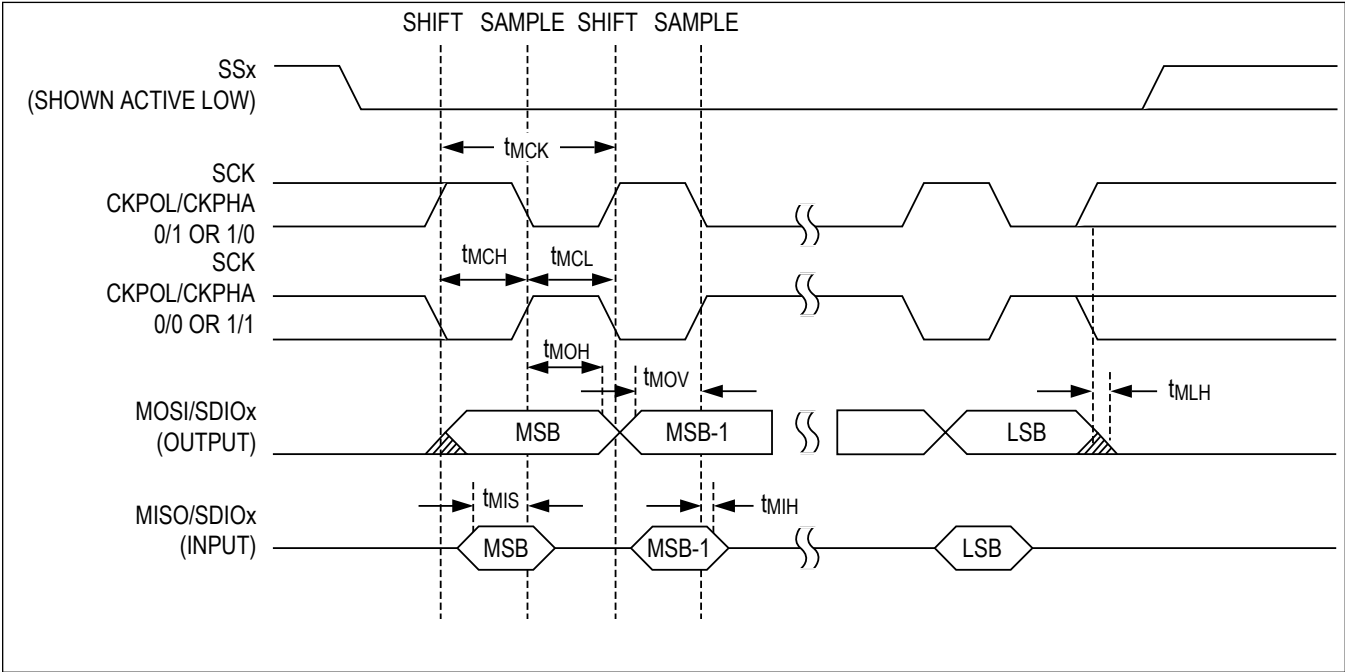 SHIFT SAMPLE SHIFT SAMPLE
SSx
(SHOWN ACTIVE LOW)
tMCK
SCK
CKPOL/CKPHA
0/1 OR 1/0
tMCH
tMCL
SCK
CKPOL/CKPHA
0/0 OR 1/1
tMOH
tMOV
tMLH
MOSI/SDIOx
(OUTPUT)
MSB
MSB-1
LSB
tMIS
tMIH
MISO/SDIOx
(INPUT)
MSB
MSB-1
LSB